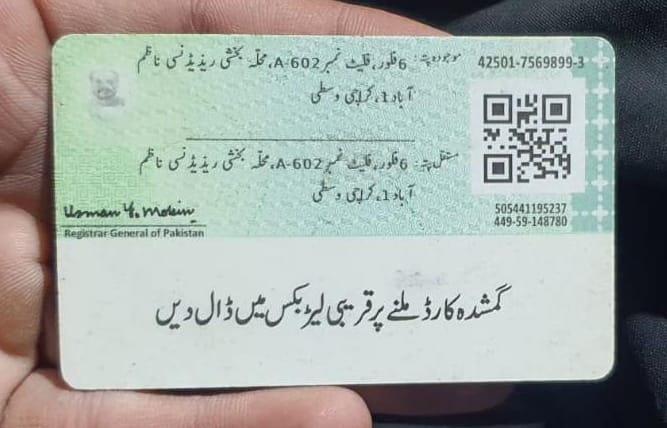 موجودہ پتہ: 6 فلور، فلیٹ نمبر A-602، محلہ بخشی ریذیڈنسی ناظم
آباد 1، کراچی وسطی
42501-7569899-3
مستقل پتہ: 6 فلور، فلیٹ نمبر A-602، محلہ بخشی ریذیڈنسی ناظم
آباد 1، کراچی وسطی
505441195237
449-59-148780
Usman Y. Mobin
Registrar General of Pakistan
گمشدہ کارڈ ملنے پر قریبی لیٹر بکس میں ڈال دیں